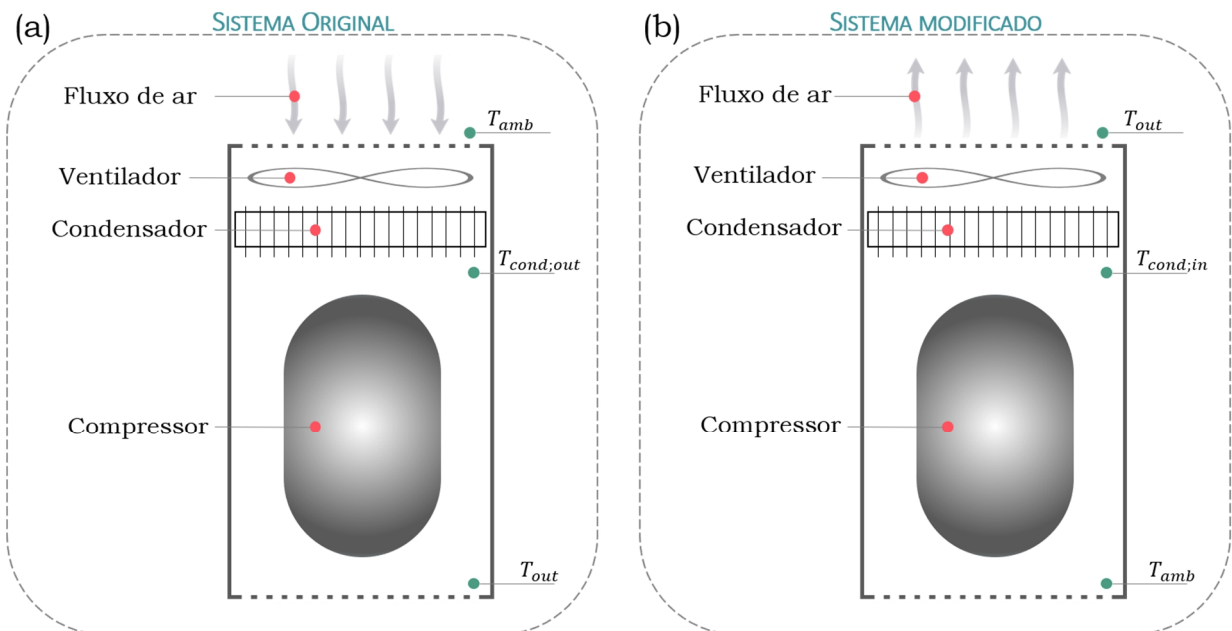 (a)
SISTEMA ORIGINAL
Fluxo de ar
T_amb
Ventilador
Condensador
T_cond;out
Compressor
T_out
(b)
SISTEMA MODIFICADO
Fluxo de ar
T_out
Ventilador
Condensador
T_cond;in
Compressor
T_amb